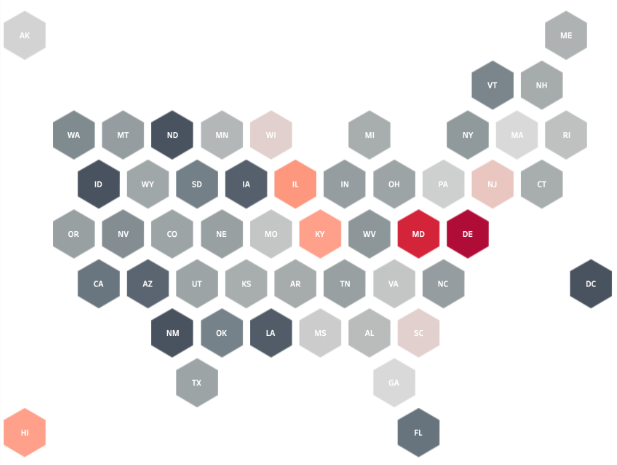 AK ME
VT NH
WA MT ND MN WI MI NY MA RI
ID WY SD IA IL IN OH PA NJ CT
OR NV CO NE MO KY WV MD DE
CA AZ UT KS AR TN VA NC DC
NM OK LA MS AL SC
TX GA
HI FL